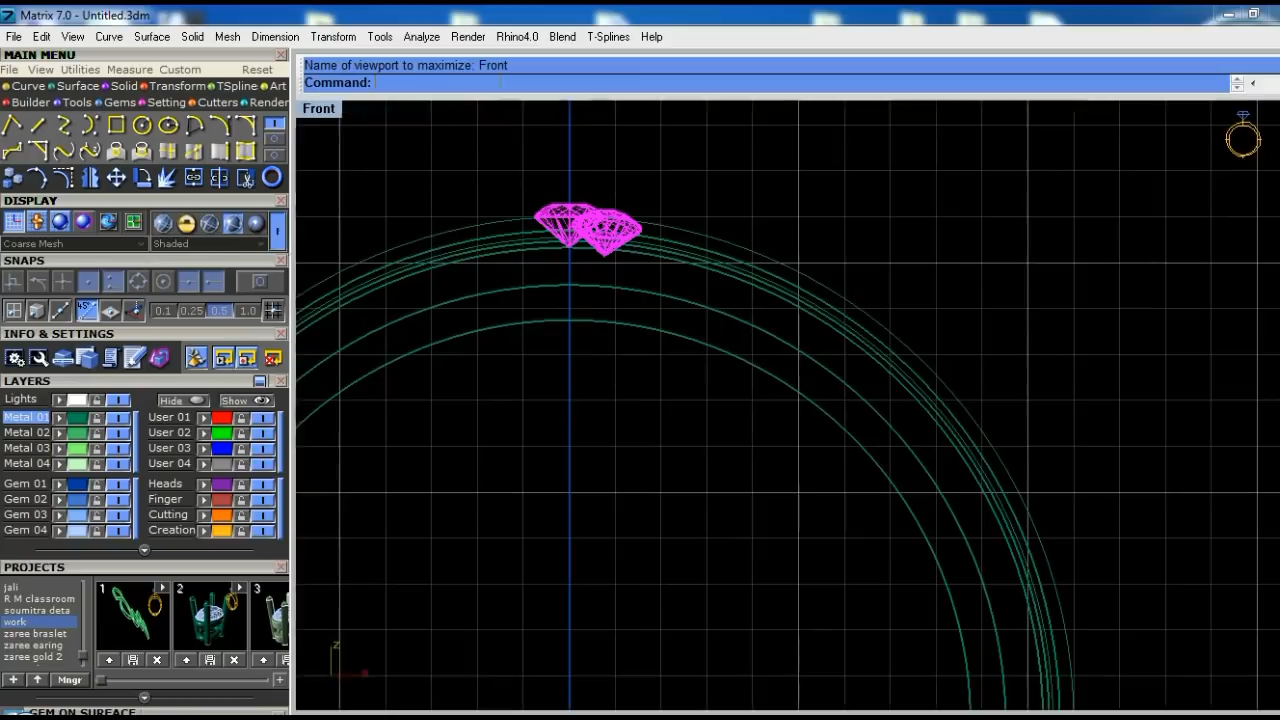 Matrix 7.0 - Untitled.3dm
File Edit View Curve Surface Solid Mesh Dimension Transform Tools Analyze Render Rhino4.0 Blend T-Splines Help
MAIN MENU
File View Utilities Measure Custom Reset
Curve Surface Solid Transform TSpline Art
Builder Tools Gems Setting Cutters Render
Name of viewport to maximize: Front
Command:
Front
DISPLAY
Coarse Mesh Shaded
SNAPS
45°
0.1 0.25 0.5 1.0
INFO & SETTINGS
LAYERS
Lights Hide Show
Metal 01 User 01
Metal 02 User 02
Metal 03 User 03
Metal 04 User 04
Gem 01 Heads
Gem 02 Finger
Gem 03 Cutting
Gem 04 Creation
PROJECTS
jali
R M classroom
soumitra deta
work
zaree braslet
zaree earing
zaree gold 2
1 2 3
+ Mngr +
GEM ON SURFACE
z